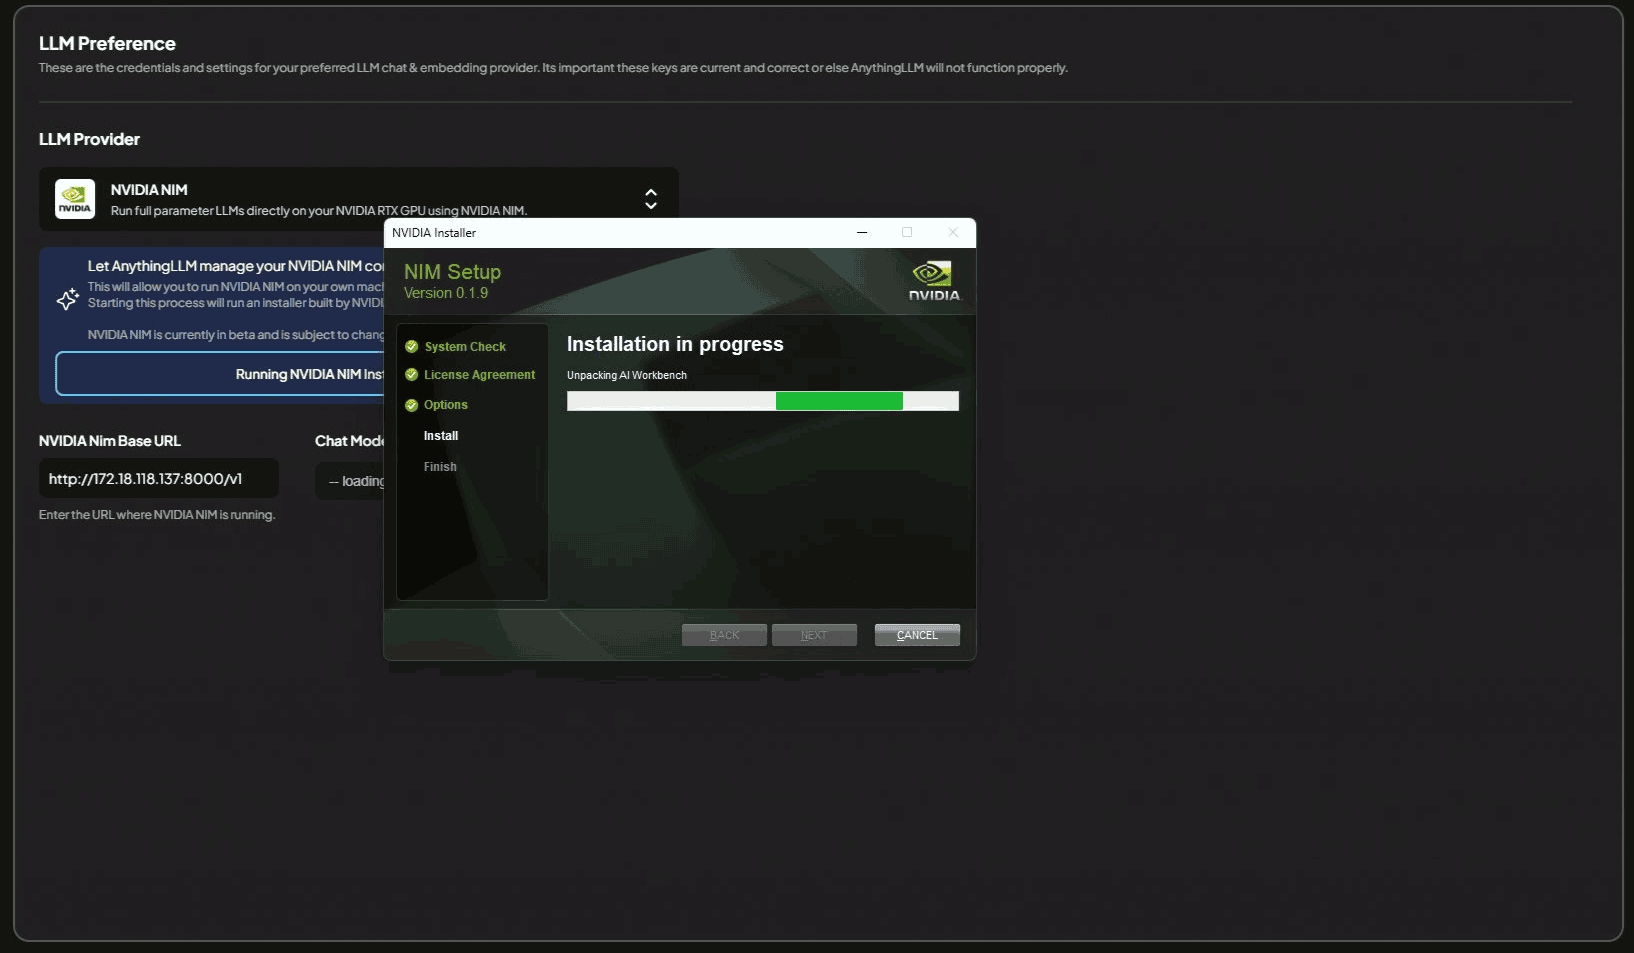 LLM Preference
These are the credentials and settings for your preferred LLM chat & embedding provider. Its important these keys are current and correct or else AnythingLLM will not function properly.
LLM Provider
NVIDIA
NVIDIA NIM
Run full parameter LLMs directly on your NVIDIA RTX GPU using NVIDIA NIM.
Let AnythingLLM manage your NVIDIA NIM
This will allow you to run NVIDIA NIM on your own
Starting this process will run an installer built by
NVIDIA NIM is currently in beta and is subject to
Running NVIDIA NIM
NVIDIA Nim Base URL
http://172.18.118.137:8000/v1
Enter the URL where NVIDIA NIM is running.
Chat
-- loading
NVIDIA Installer
NIM Setup
Version 0.1.9
NVIDIA.
System Check
License Agreement
Options
Install
Finish
Installation in progress
Unpacking AI Workbench
BACK
NEXT
CANCEL